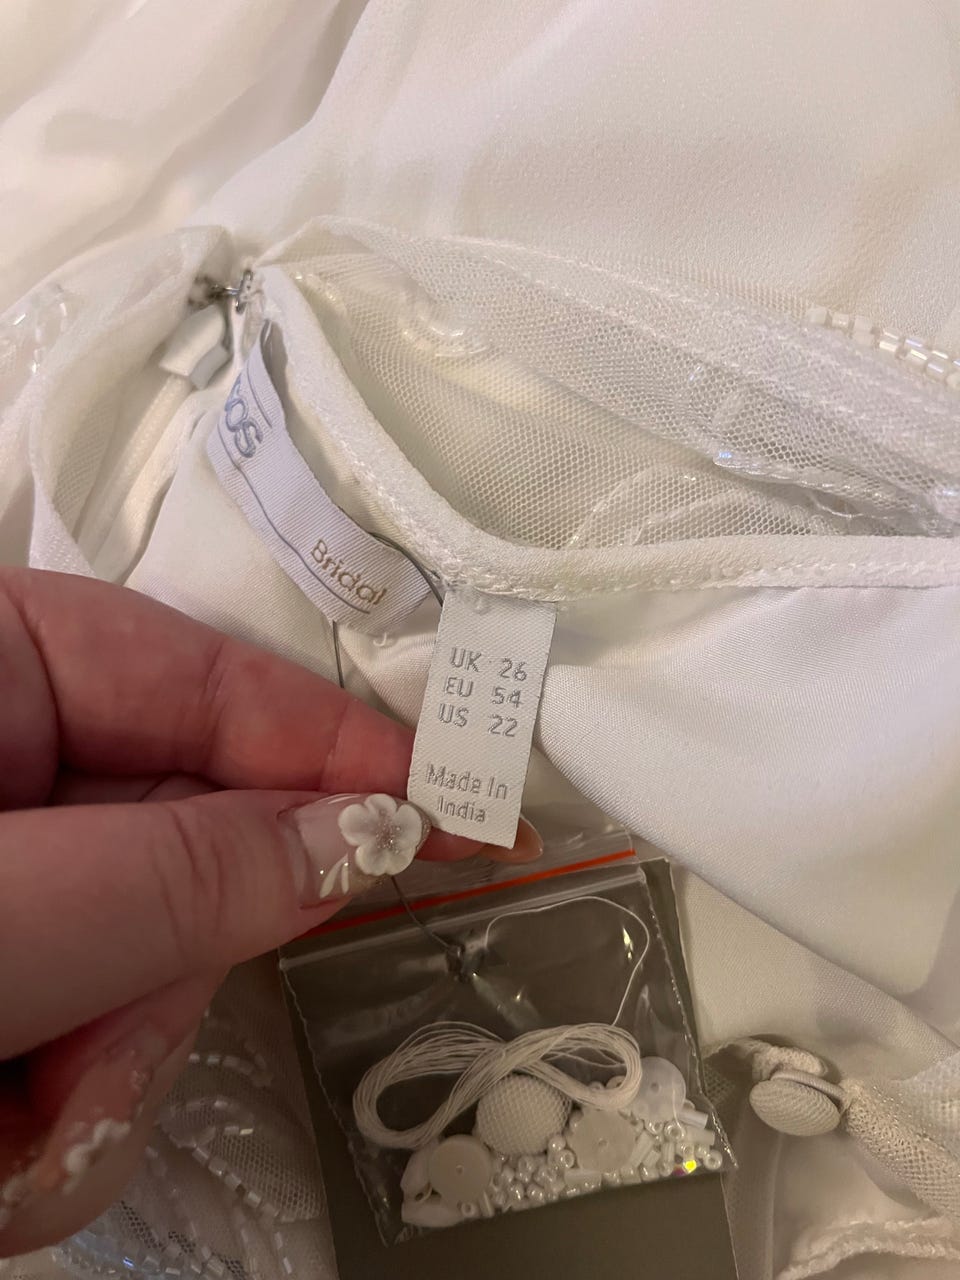 Bridal
UK 26
EU 54
US 22
Made In
India